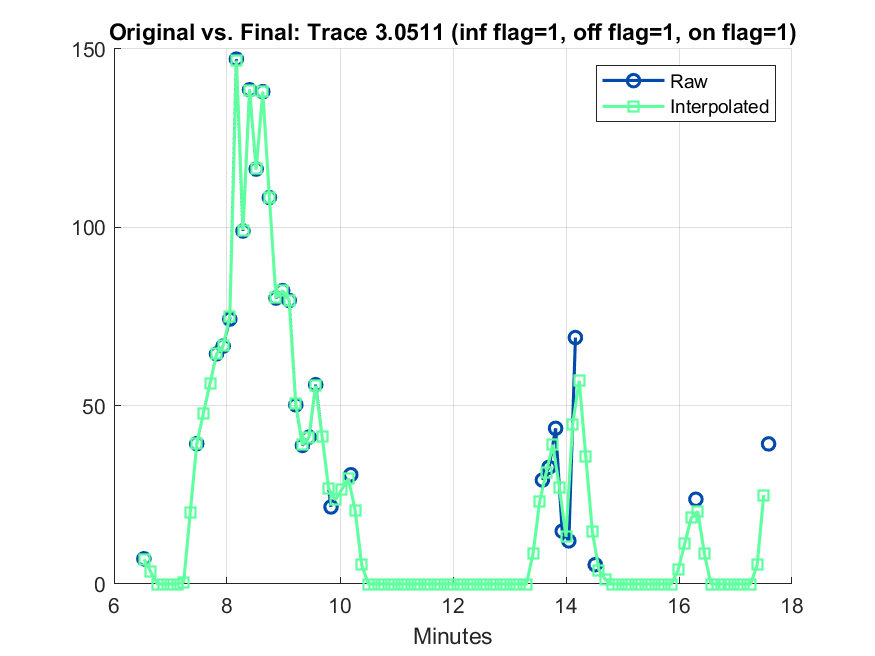 Original vs. Final: Trace 3.0511 (inf flag=1, off flag=1, on flag=1)
150
Raw
Interpolated
100
50
0
6 8 10 12 14 16 18
Minutes